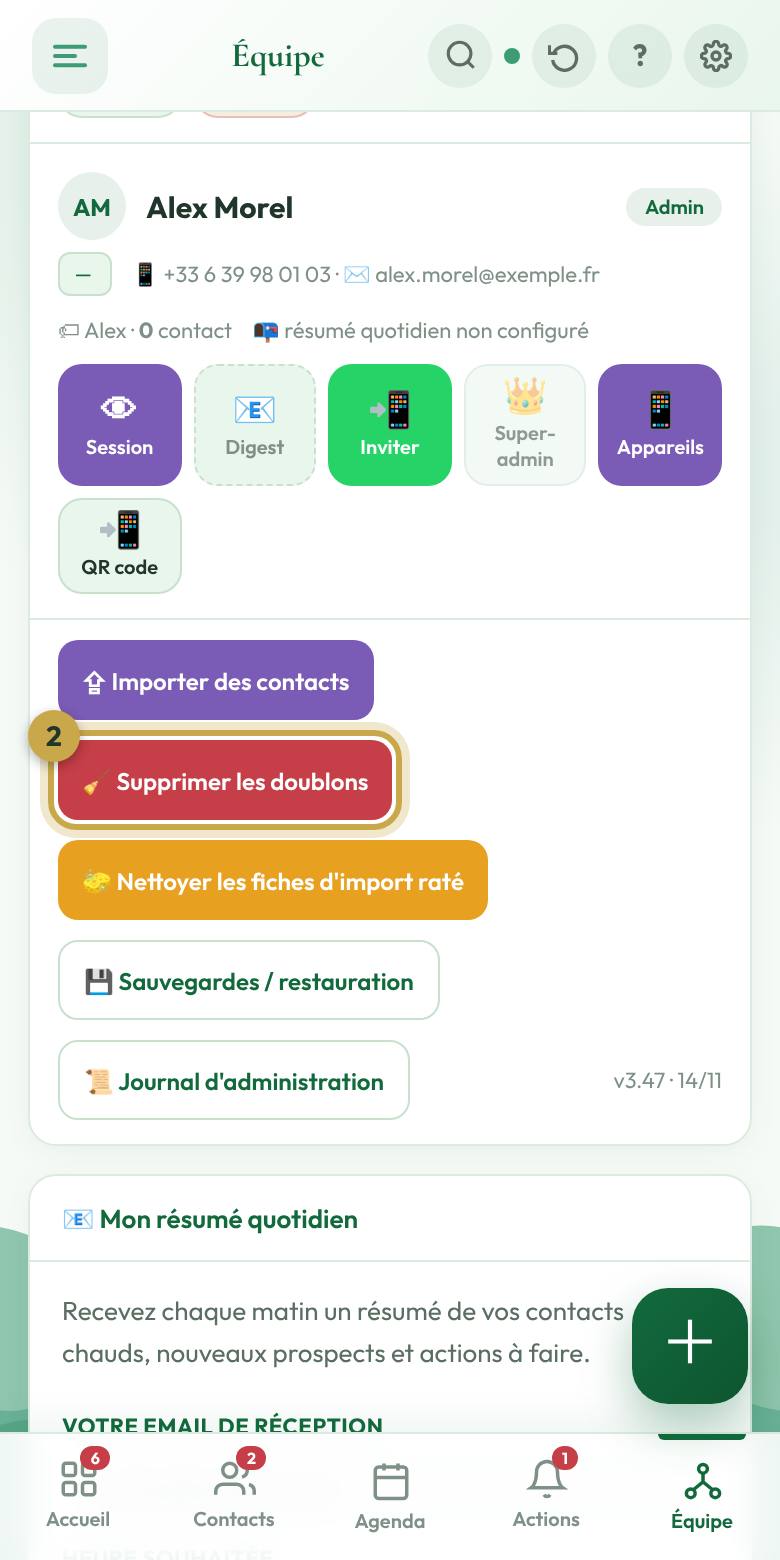 Équipe
?
AM Alex Morel Admin
— +33 6 39 98 01 03 · alex.morel@exemple.fr
Alex · 0 contact résumé quotidien non configuré
Session Digest Inviter Super-admin Appareils
QR code
Importer des contacts
2
Supprimer les doublons
Nettoyer les fiches d'import raté
Sauvegardes / restauration
Journal d'administration v3.47 · 14/11
Mon résumé quotidien
Recevez chaque matin un résumé de vos contacts
chauds, nouveaux prospects et actions à faire.
VOTRE EMAIL DE RÉCEPTION
6 2 1
Accueil Contacts Agenda Actions Équipe
HEURE SOUHAITÉE